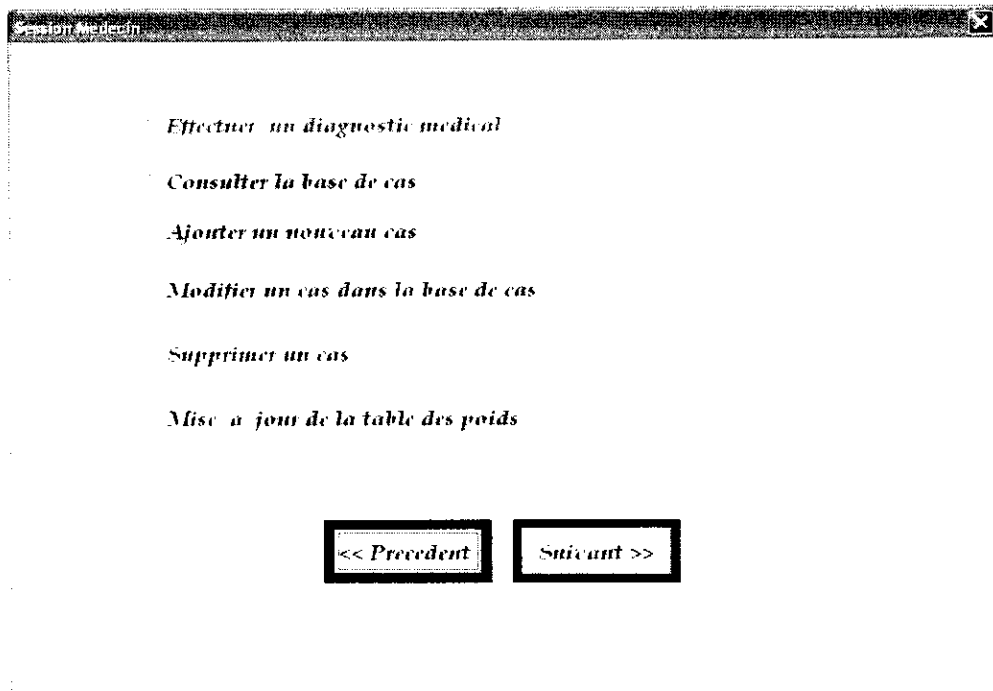 Session Medecin
Effectuer un diagnostic medical
Consulter la base de cas
Ajouter un nouveau cas
Modifier un cas dans la base de cas
Supprimer un cas
Mise a jour de la table des poids
<< Precedent
Suivant >>